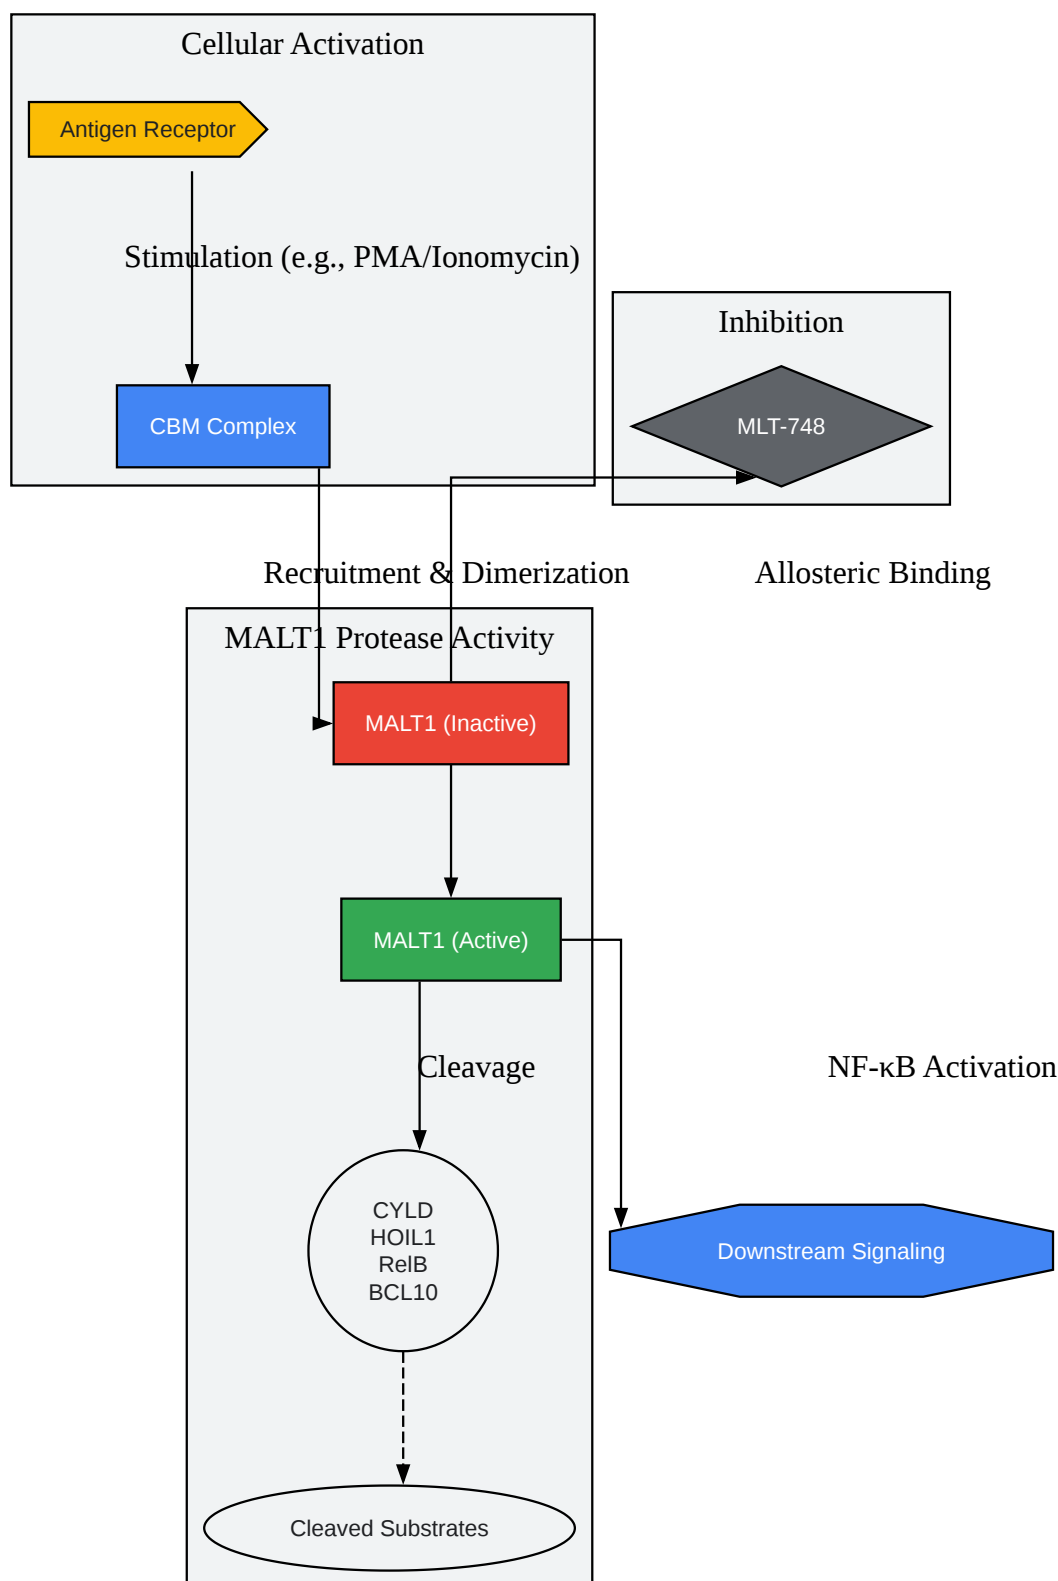 Cellular Activation
Antigen Receptor
Stimulation (e.g., PMA/Ionomycin)
CBM Complex
Inhibition
MLT-748
Recruitment & Dimerization
Allosteric Binding
MALT1 Protease Activity
MALT1 (Inactive)
MALT1 (Active)
Cleavage
NF-κB Activation
CYLD
HOIL1
RelB
BCL10
Downstream Signaling
Cleaved Substrates